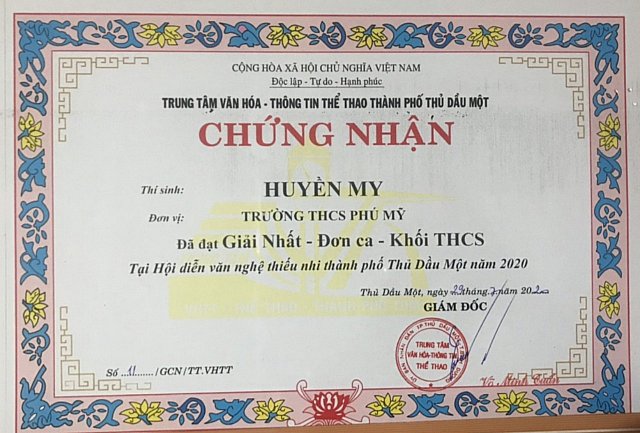 CỘNG HÒA XÃ HỘI CHỦ NGHĨA VIỆT NAM
Độc lập - Tự do - Hạnh phúc
TRUNG TÂM VĂN HÓA - THÔNG TIN THỂ THAO THÀNH PHỐ THỦ DẦU MỘT
CHỨNG NHẬN
Thí sinh: HUYỀN MY
Đơn vị: TRƯỜNG THCS PHÚ MỸ
Đã đạt Giải Nhất - Đơn ca - Khối THCS
Tại Hội diễn văn nghệ thiếu nhi thành phố Thủ Dầu Một năm 2020
Thủ Dầu Một, ngày 29 tháng 7 năm 2020
GIÁM ĐỐC
TRUNG TÂM
VĂN HÓA-THÔNG TIN
THỂ THAO
Số ..11....../GCN/TT.VHTT